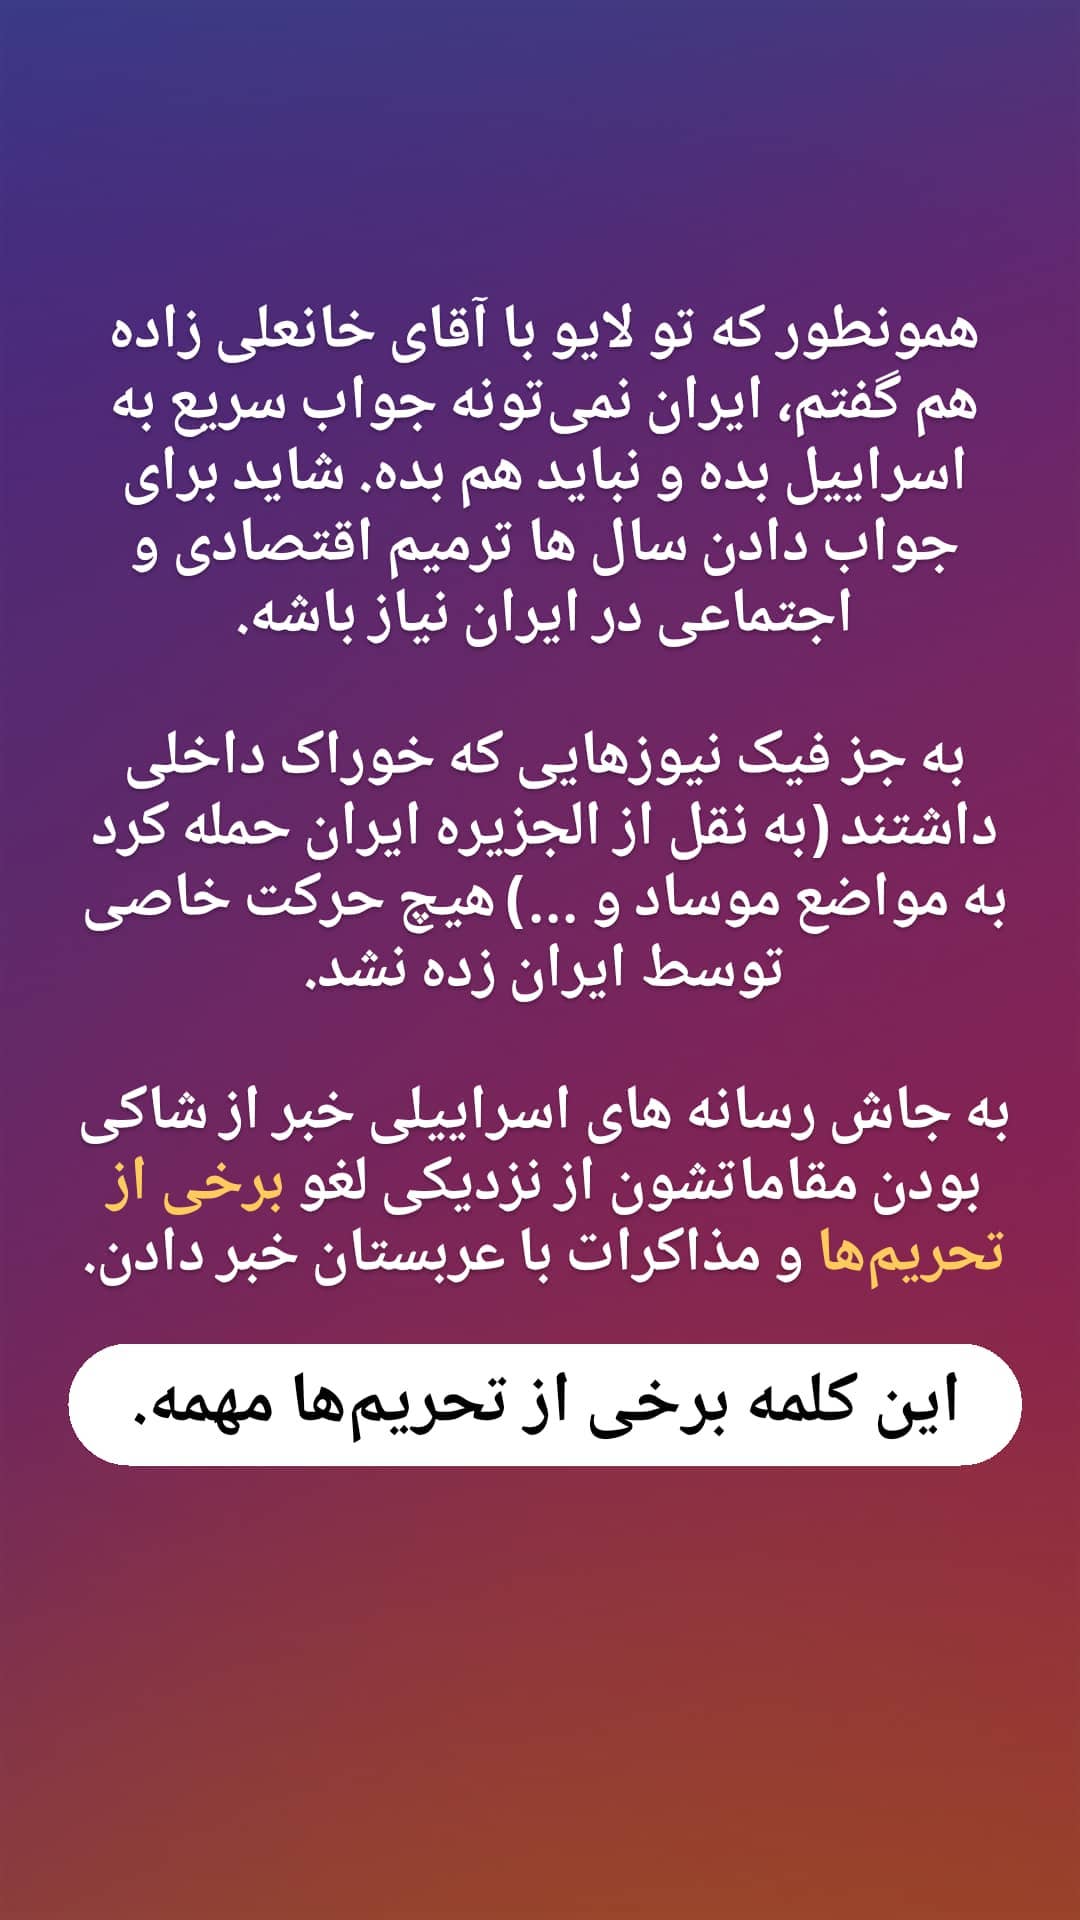 همونطور که تو لایو با آقای خانعلی زاده
هم گفتم، ایران نمی‌تونه جواب سریع به
اسراییل بده و نباید هم بده. شاید برای
جواب دادن سال ها ترمیم اقتصادی و
اجتماعی در ایران نیاز باشه.
به جز فیک نیوزهایی که خوراک داخلی
داشتند (به نقل از الجزیره ایران حمله کرد
به مواضع موساد و ...) هیچ حرکت خاصی
توسط ایران زده نشد.
به جاش رسانه های اسراییلی خبر از شاکی
بودن مقاماتشون از نزدیکی لغو برخی از
تحریم‌ها و مذاکرات با عربستان خبر دادن.
این کلمه برخی از تحریم‌ها مهمه.